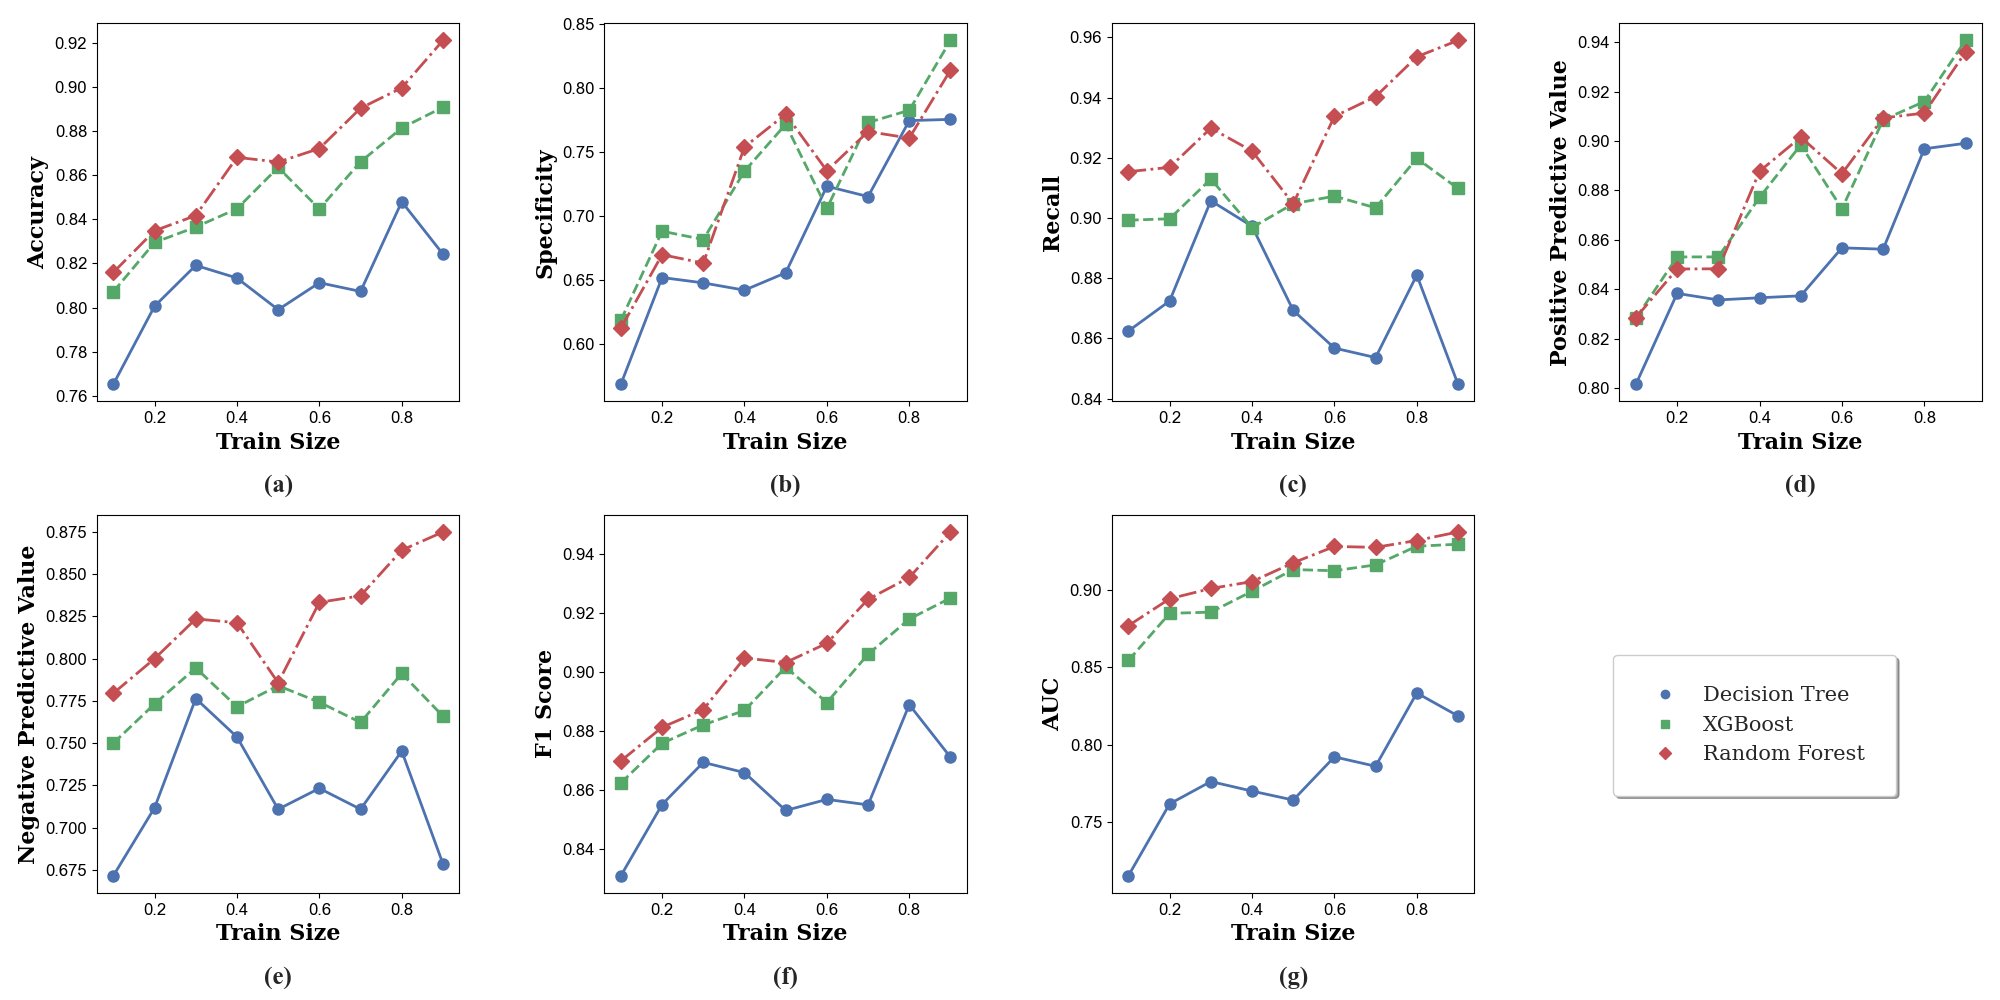 Accuracy
0.92
0.90
0.88
0.86
0.84
0.82
0.80
0.78
0.76
0.2 0.4 0.6 0.8
Train Size
(a)
Specificity
0.85
0.80
0.75
0.70
0.65
0.60
0.2 0.4 0.6 0.8
Train Size
(b)
Recall
0.96
0.94
0.92
0.90
0.88
0.86
0.84
0.2 0.4 0.6 0.8
Train Size
(c)
Positive Predictive Value
0.94
0.92
0.90
0.88
0.86
0.84
0.82
0.80
0.2 0.4 0.6 0.8
Train Size
(d)
Negative Predictive Value
0.875
0.850
0.825
0.800
0.775
0.750
0.725
0.700
0.675
0.2 0.4 0.6 0.8
Train Size
(e)
F1 Score
0.94
0.92
0.90
0.88
0.86
0.84
0.2 0.4 0.6 0.8
Train Size
(f)
AUC
0.90
0.85
0.80
0.75
0.2 0.4 0.6 0.8
Train Size
(g)
Decision Tree
XGBoost
Random Forest